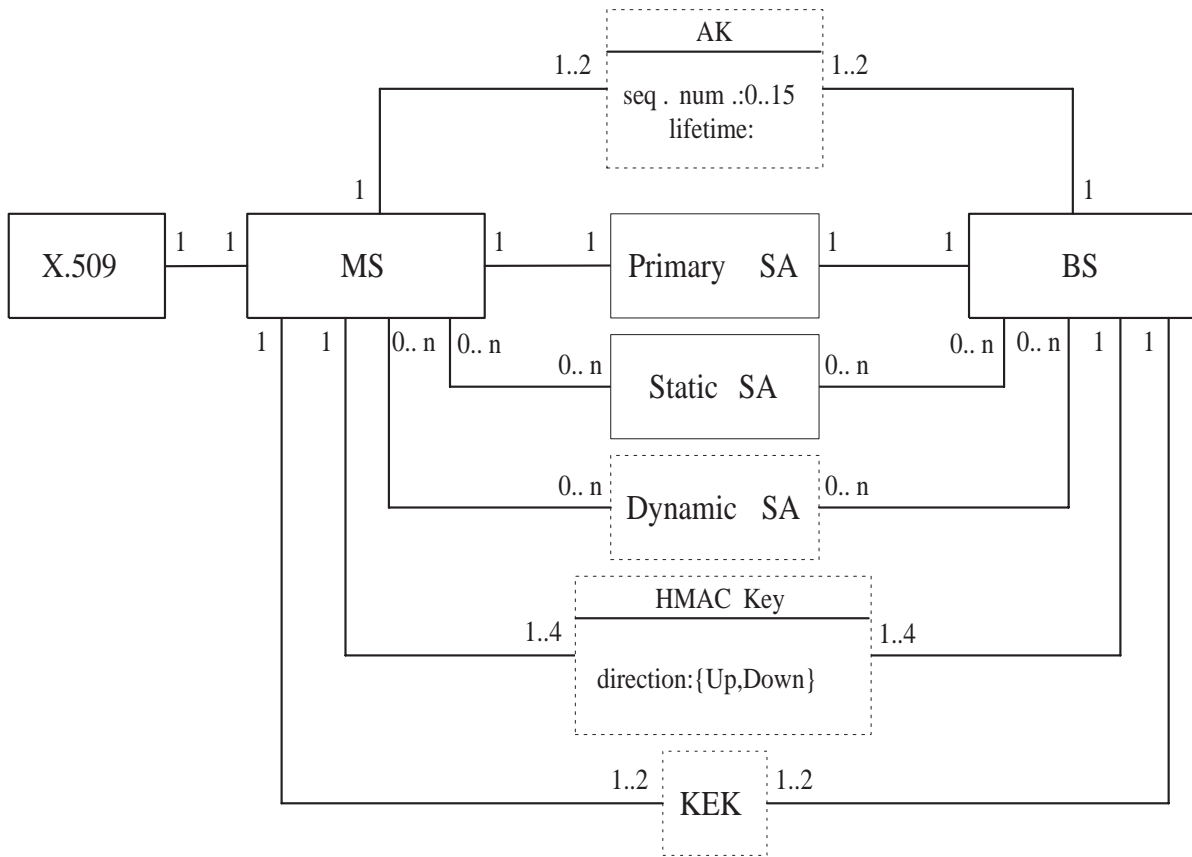 AK
1..2
1..2
seq . num .:0..15
lifetime:
1
1
X.509
1
1
MS
1
1
Primary SA
1
1
BS
1
1
0.. n
0.. n
0.. n
0.. n
1
1
0.. n
Static SA
0.. n
0.. n
Dynamic SA
0.. n
HMAC Key
1..4
1..4
direction:{Up,Down}
1..2
KEK
1..2